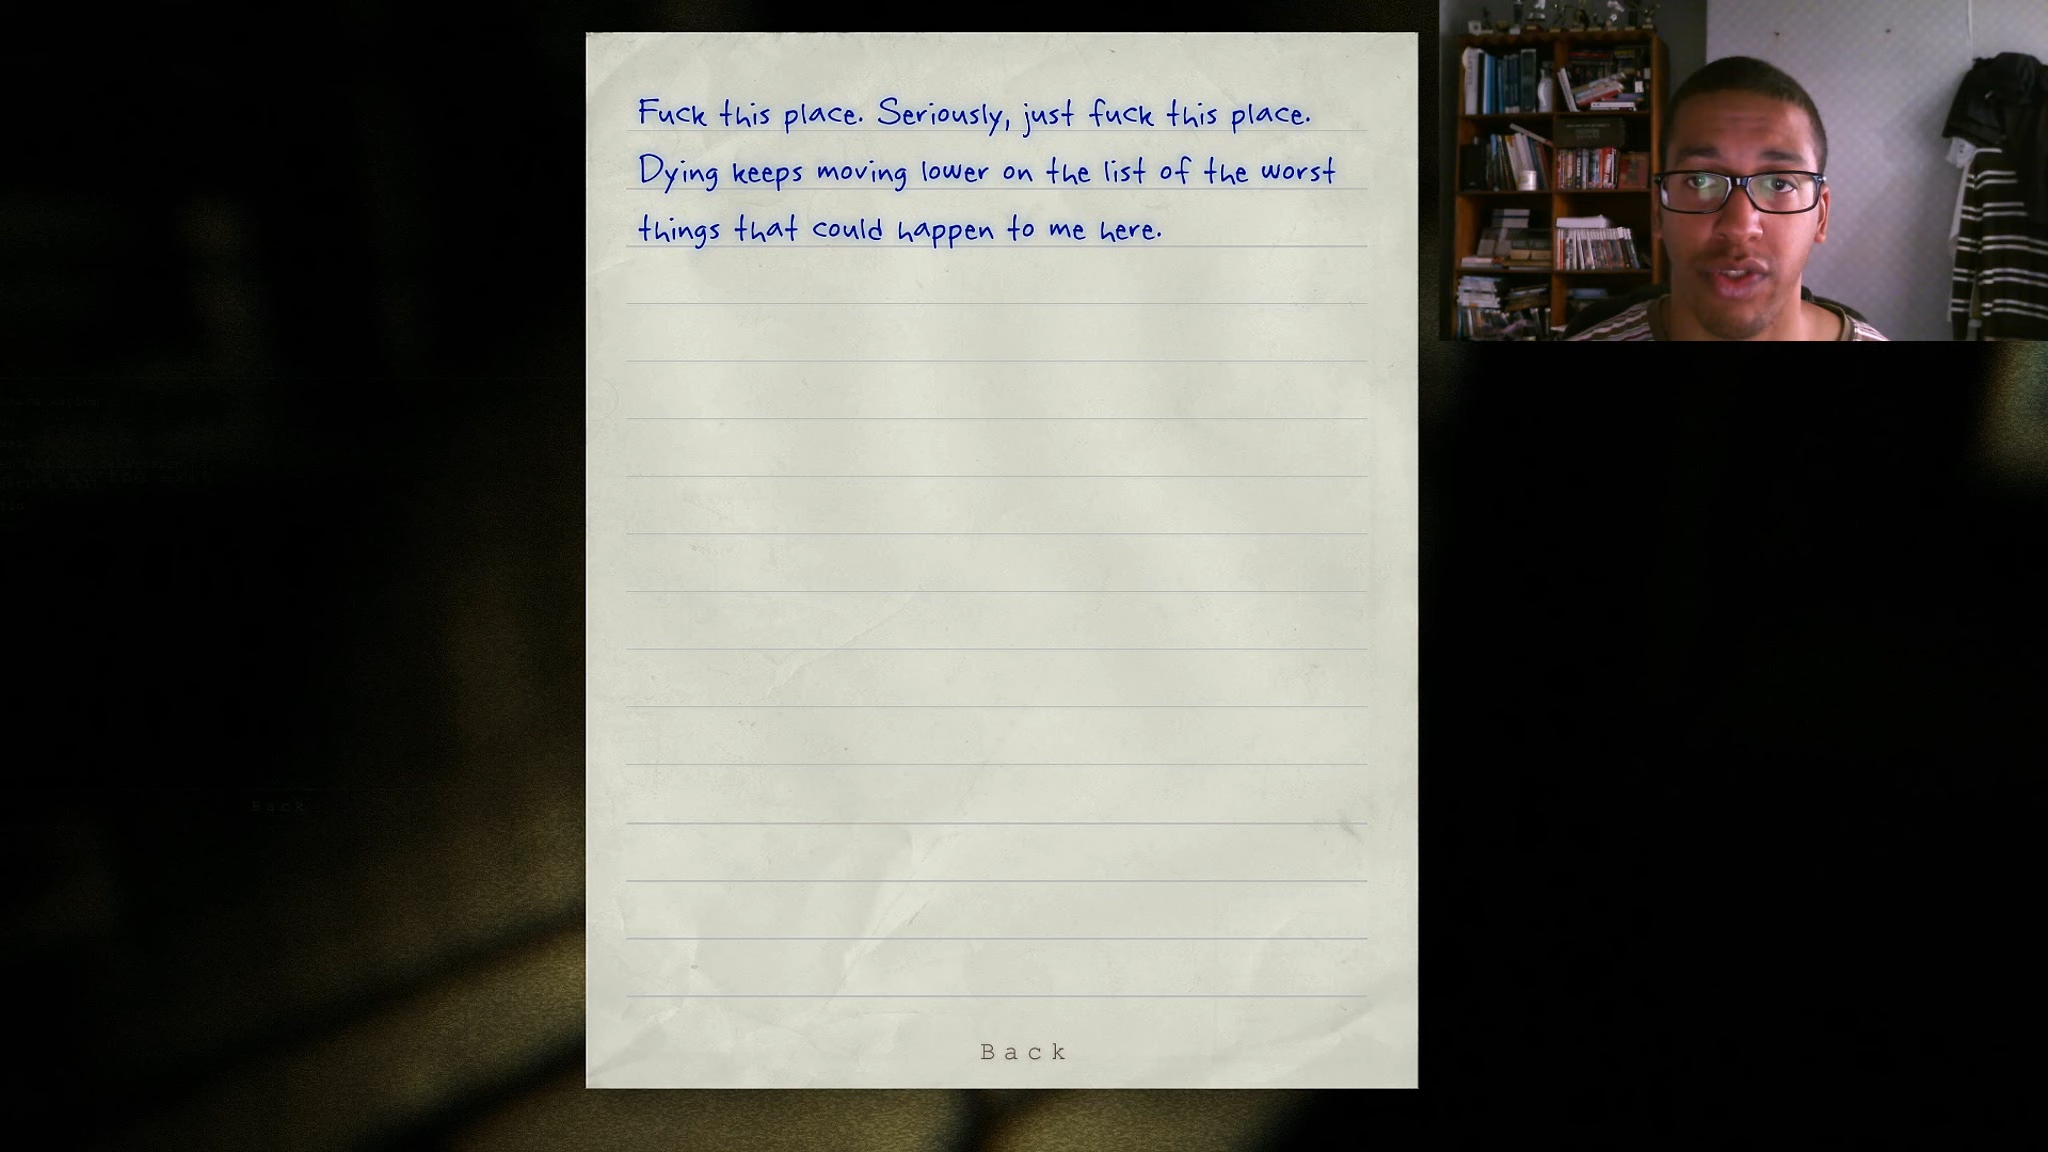 Fuck this place. Seriously, just fuck this place.
Dying keeps moving lower on the list of the worst
things that could happen to me here.
Back
Back